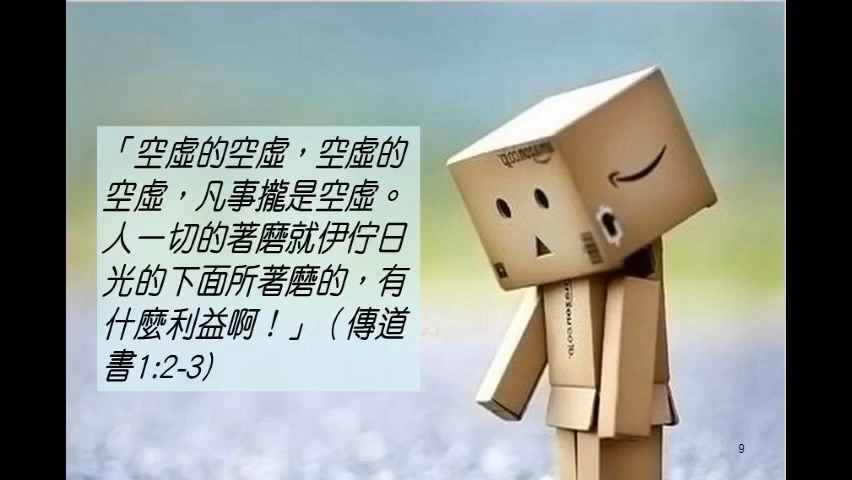 「空虛的空虛，空虛的
空虛，凡事攏是空虛。
人一切的著磨就伊佇日
光的下面所著磨的，有
什麼利益啊！」（傳道
書1:2-3)
9